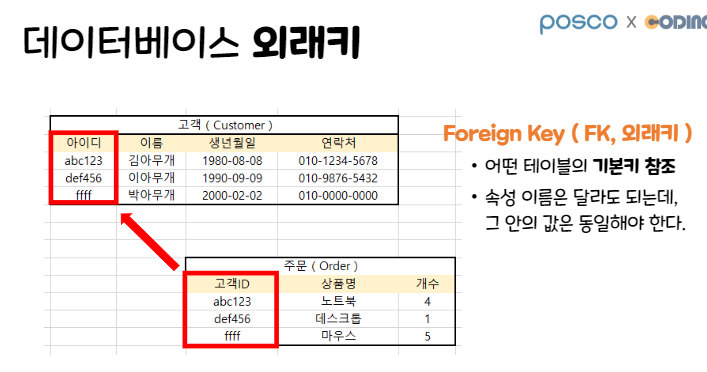 데이터베이스 외래키
posco x CODING
고객 ( Customer )
아이디 이름 생년월일 연락처
abc123 김아무개 1980-08-08 010-1234-5678
def456 이아무개 1990-09-09 010-9876-5432
ffff 박아무개 2000-02-02 010-0000-0000
Foreign Key ( FK, 외래키 )
• 어떤 테이블의 기본키 참조
• 속성 이름은 달라도 되는데,
그 안의 값은 동일해야 한다.
주문 ( Order )
고객ID 상품명 개수
abc123 노트북 4
def456 데스크톱 1
ffff 마우스 5